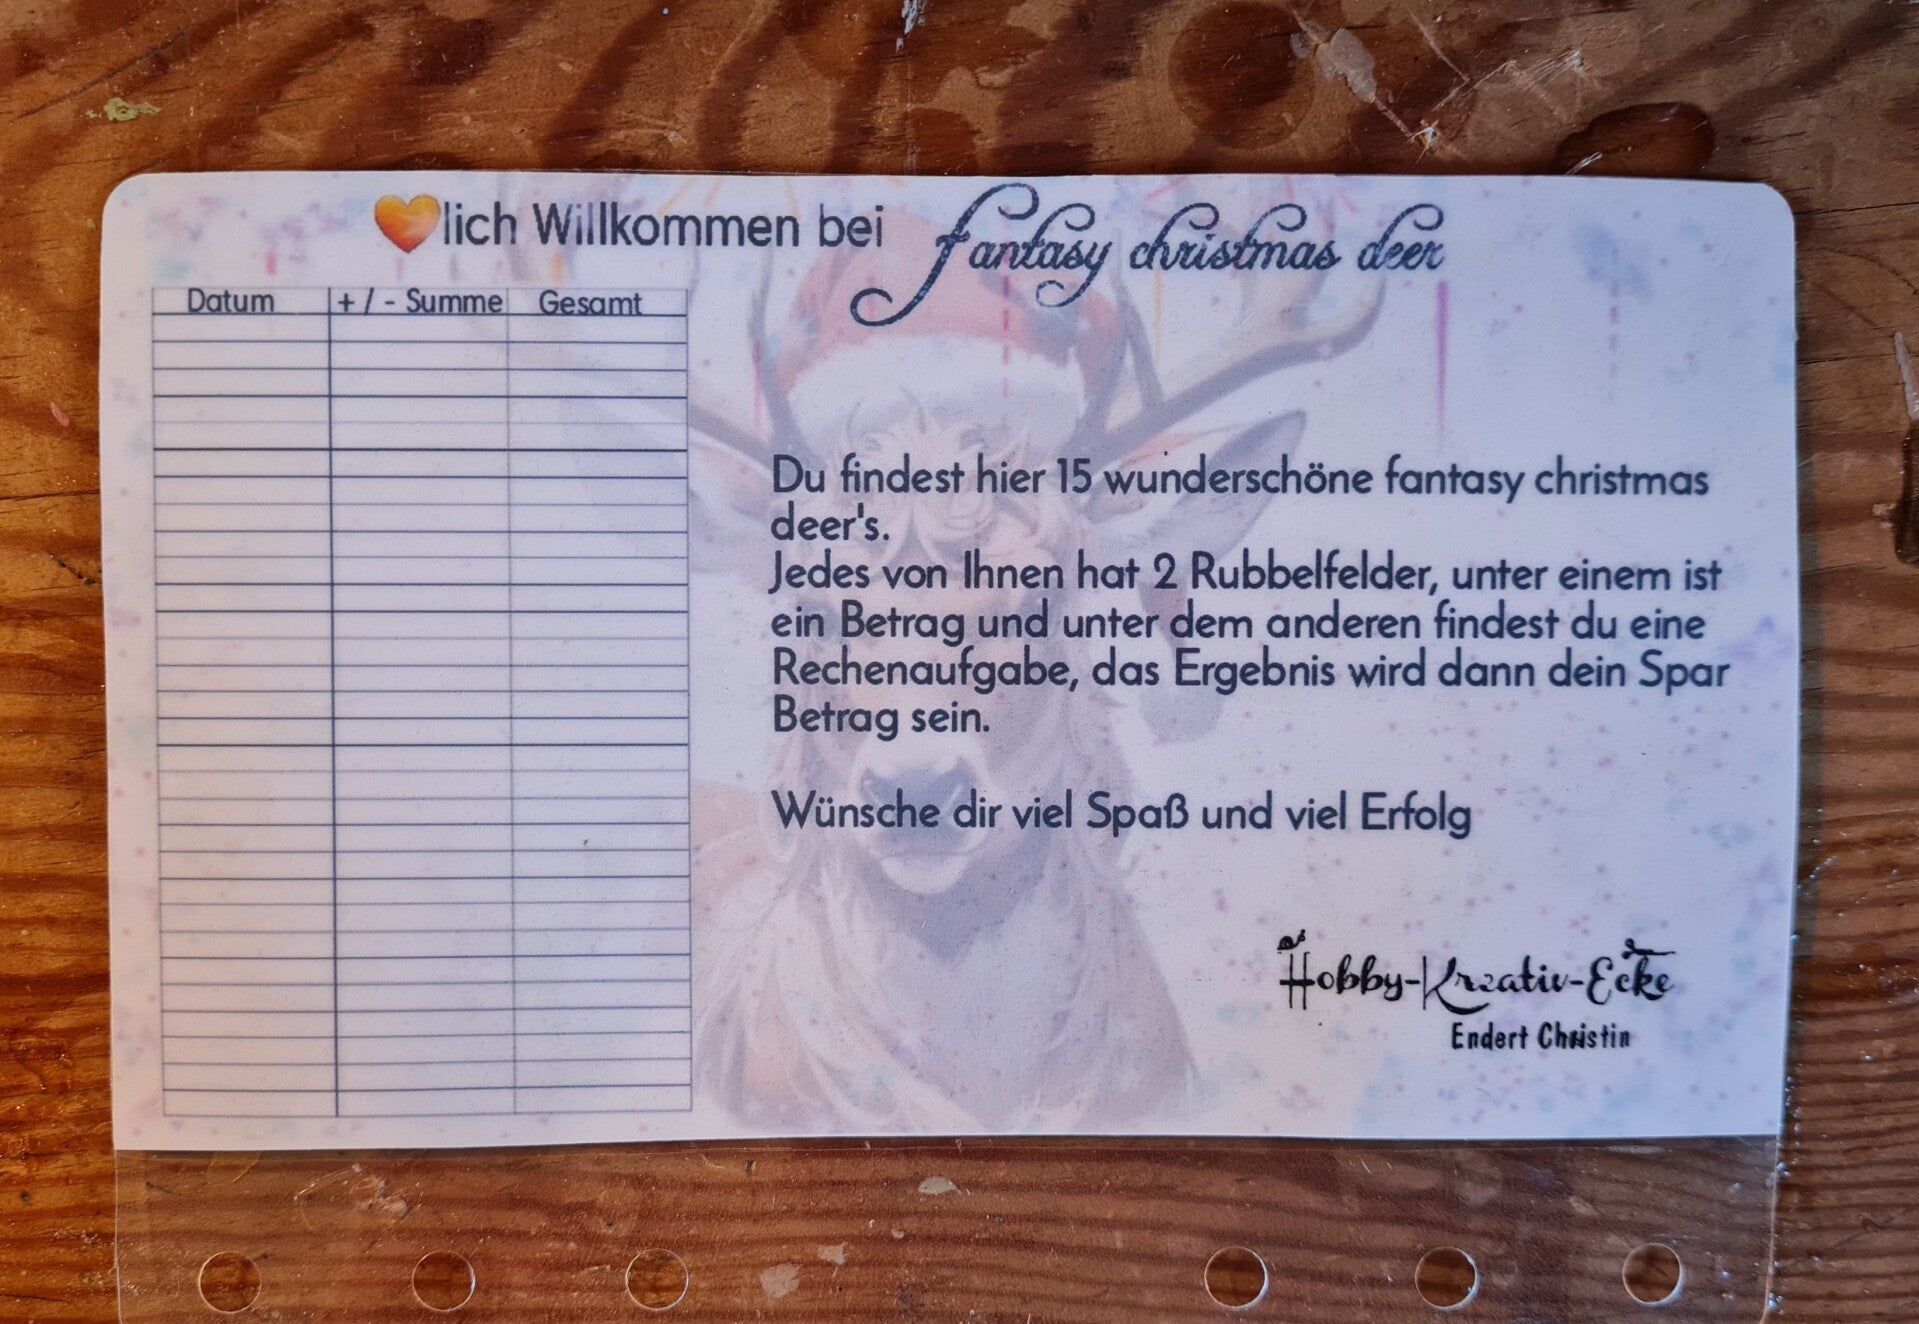 🧡lich Willkommen bei fantasy christmas deer
Datum + / - Summe Gesamt
Du findest hier 15 wunderschöne fantasy christmas
deer's.
Jedes von Ihnen hat 2 Rubbelfelder, unter einem ist
ein Betrag und unter dem anderen findest du eine
Rechenaufgabe, das Ergebnis wird dann dein Spar
Betrag sein.
Wünsche dir viel Spaß und viel Erfolg
Hobby-Kreativ-Ecke
Endert Christin